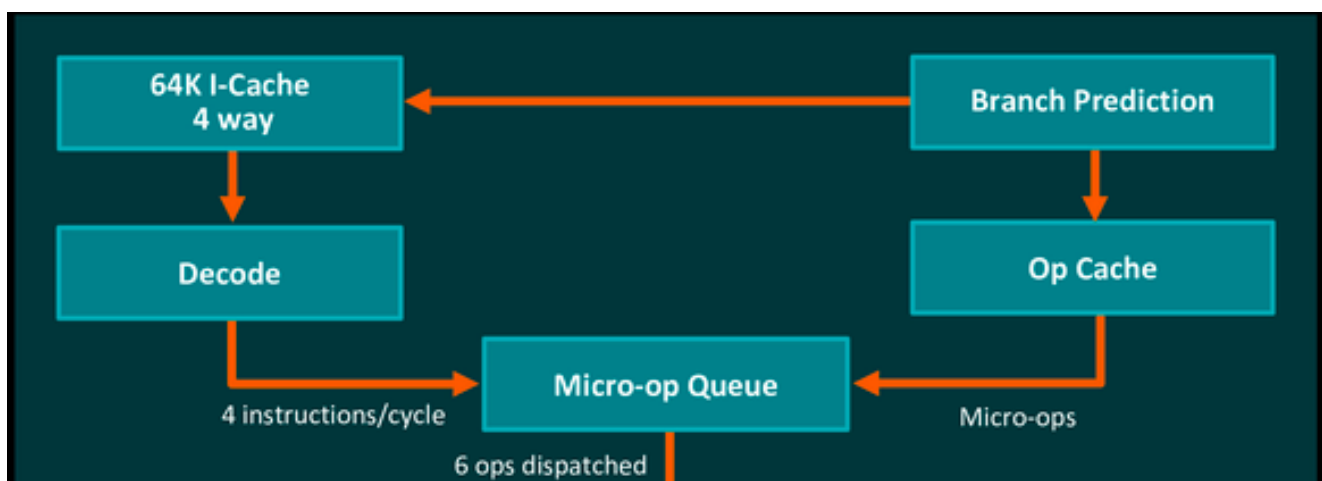 64K I-Cache
4 way
Branch Prediction
Decode
Op Cache
Micro-op Queue
4 instructions/cycle
Micro-ops
6 ops dispatched